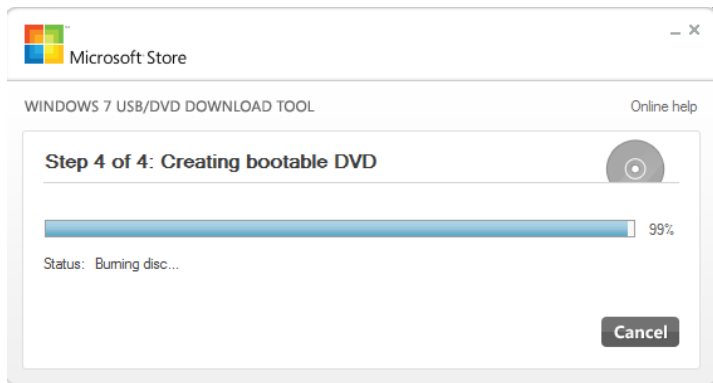 Microsoft Store
WINDOWS 7 USB/DVD DOWNLOAD TOOL
Online help
Step 4 of 4: Creating bootable DVD
99%
Status: Burning disc...
Cancel